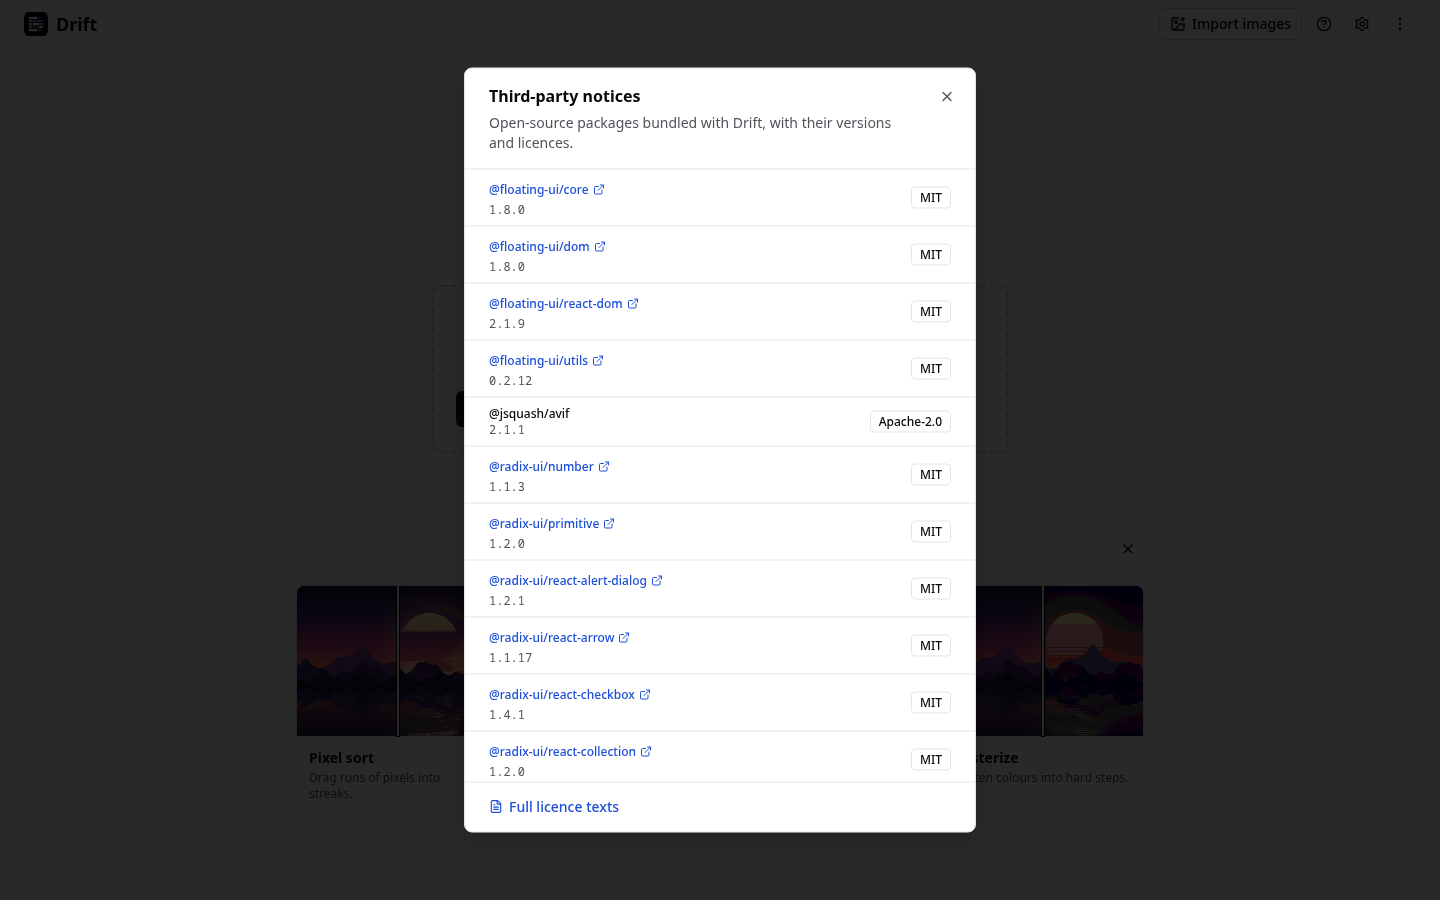 Drift
Import images
Third-party notices
Open-source packages bundled with Drift, with their versions
and licences.
@floating-ui/core
1.8.0
MIT
@floating-ui/dom
1.8.0
MIT
@floating-ui/react-dom
2.1.9
MIT
@floating-ui/utils
0.2.12
MIT
@jsquash/avif
2.1.1
Apache-2.0
@radix-ui/number
1.1.3
MIT
@radix-ui/primitive
1.2.0
MIT
@radix-ui/react-alert-dialog
1.2.1
MIT
@radix-ui/react-arrow
1.1.17
MIT
@radix-ui/react-checkbox
1.4.1
MIT
@radix-ui/react-collection
1.2.0
MIT
Full licence texts
Pixel sort
Drag runs of pixels into
streaks.
colours into hard steps.